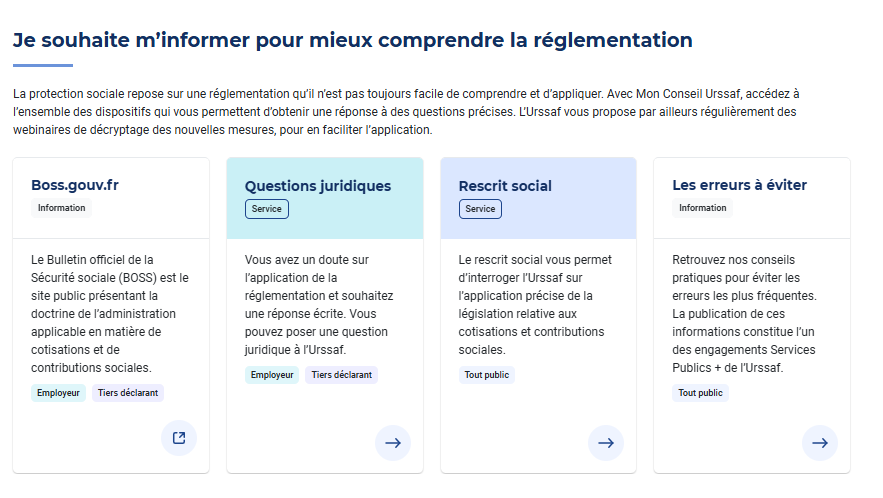 Je souhaite m’informer pour mieux comprendre la réglementation
La protection sociale repose sur une réglementation qu’il n’est pas toujours facile de comprendre et d’appliquer. Avec Mon Conseil Urssaf, accédez à
l’ensemble des dispositifs qui vous permettent d’obtenir une réponse à des questions précises. L’Urssaf vous propose par ailleurs régulièrement des
webinaires de décryptage des nouvelles mesures, pour en faciliter l’application.
Boss.gouv.fr
Information
Le Bulletin officiel de la
Sécurité sociale (BOSS) est le
site public présentant la
doctrine de l’administration
applicable en matière de
cotisations et de
contributions sociales.
Employeur
Tiers déclarant
Questions juridiques
Service
Vous avez un doute sur
l’application de la
réglementation et souhaitez
une réponse écrite. Vous
pouvez poser une question
juridique à l’Urssaf.
Employeur
Tiers déclarant
Rescrit social
Service
Le rescrit social vous permet
d’interroger l’Urssaf sur
l’application précise de la
législation relative aux
cotisations et contributions
sociales.
Tout public
Les erreurs à éviter
Information
Retrouvez nos conseils
pratiques pour éviter les
erreurs les plus fréquentes.
La publication de ces
informations constitue l’un
des engagements Services
Publics + de l’Urssaf.
Tout public